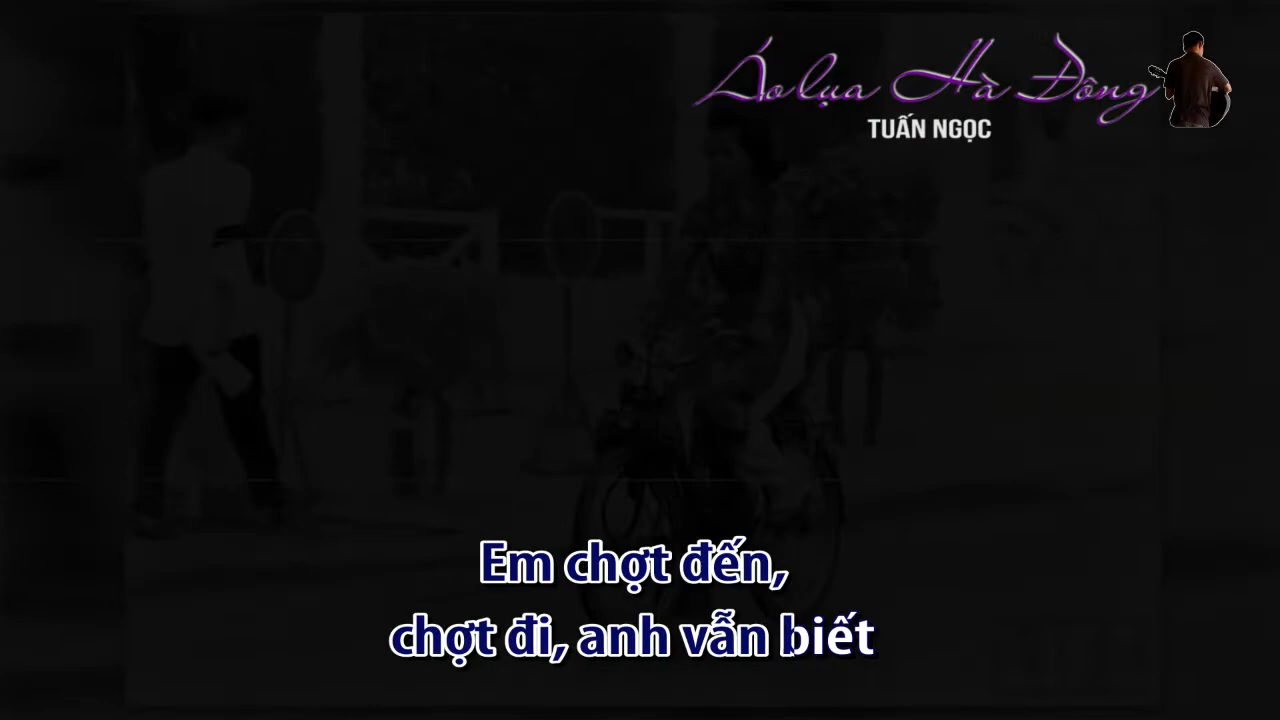 Áo lụa Hà Đông
TUẤN NGỌC
Em chợt đến,
chợt đi, anh vẫn biết